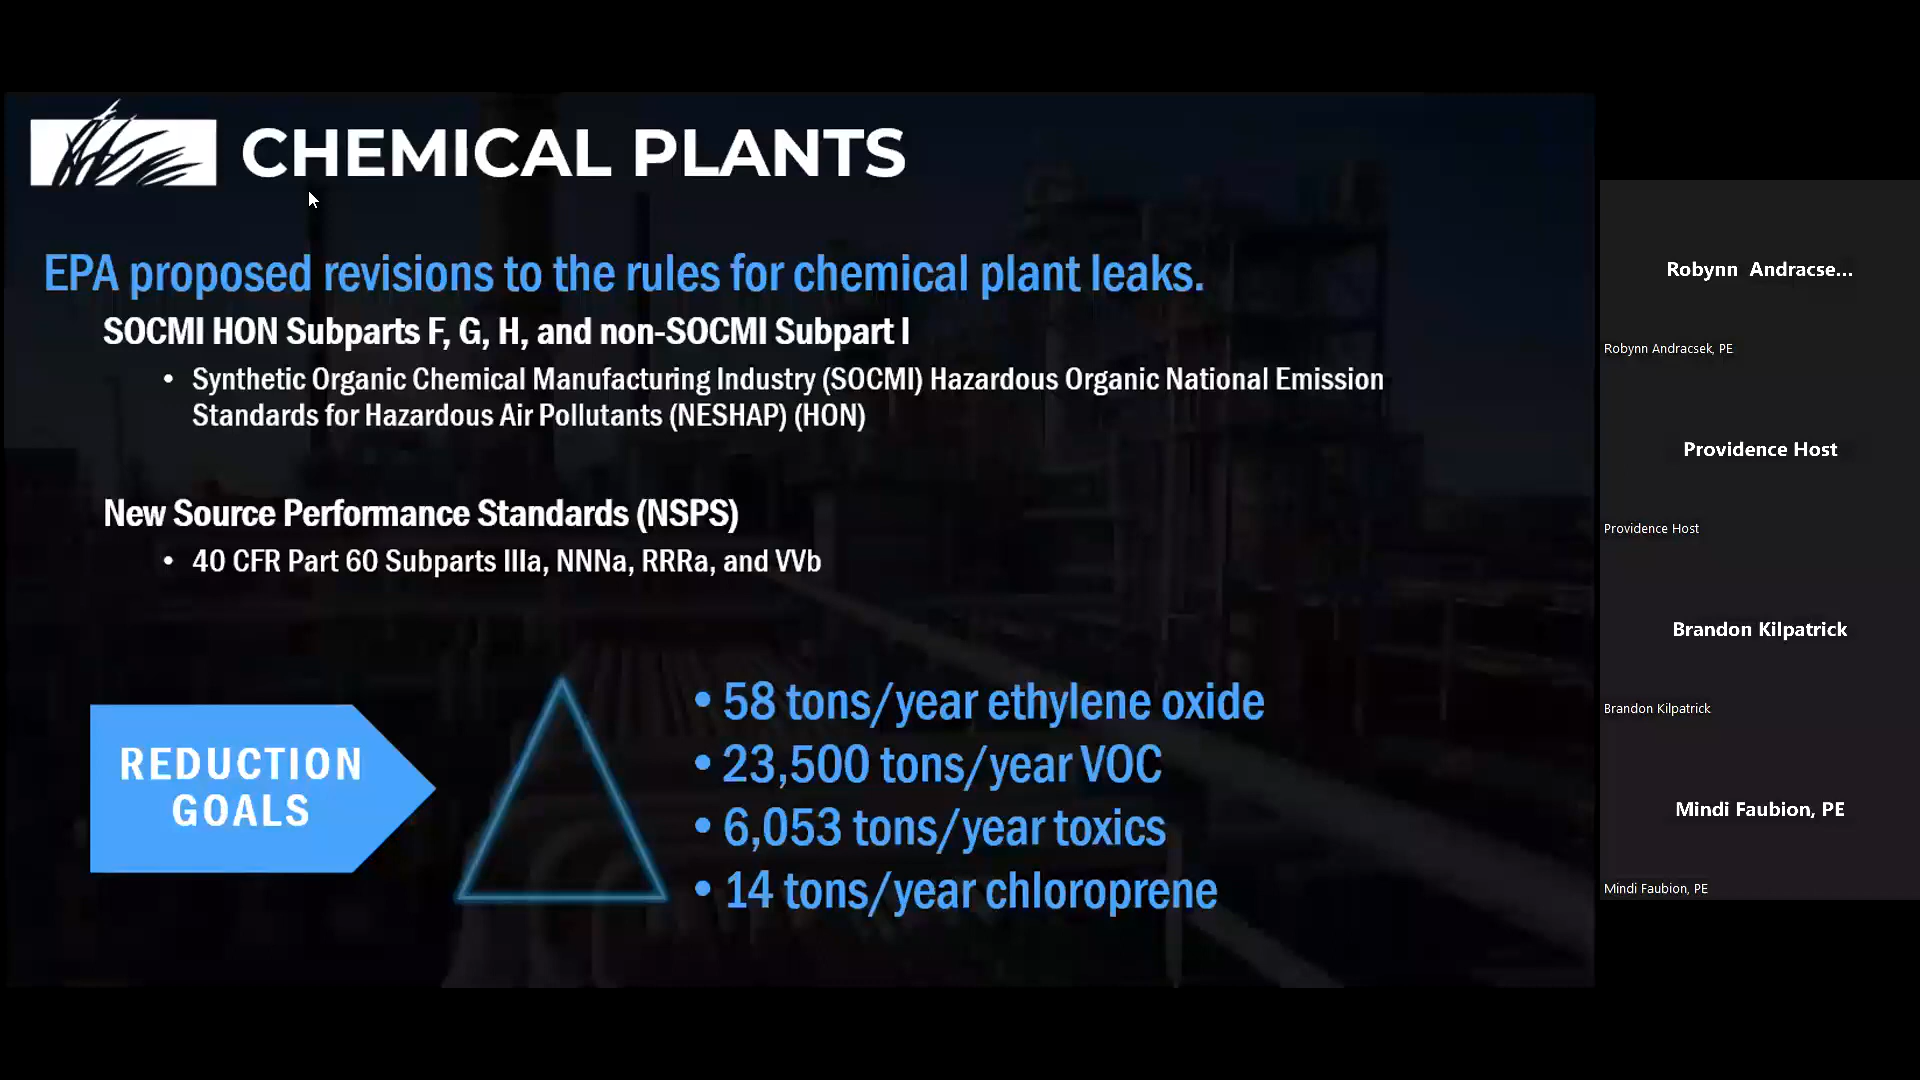 CHEMICAL PLANTS
EPA proposed revisions to the rules for chemical plant leaks.
SOCMI HON Subparts F, G, H, and non-SOCMI Subpart I
• Synthetic Organic Chemical Manufacturing Industry (SOCMI) Hazardous Organic National Emission
Standards for Hazardous Air Pollutants (NESHAP) (HON)
New Source Performance Standards (NSPS)
• 40 CFR Part 60 Subparts IIIa, NNNa, RRRa, and VVb
REDUCTION
GOALS
• 58 tons/year ethylene oxide
• 23,500 tons/year VOC
• 6,053 tons/year toxics
• 14 tons/year chloroprene
Robynn Andracse...
Robynn Andracsek, PE
Providence Host
Providence Host
Brandon Kilpatrick
Brandon Kilpatrick
Mindi Faubion, PE
Mindi Faubion, PE